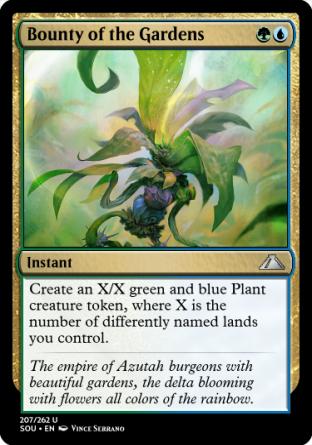 Bounty of the Gardens
Instant
Create an X/X green and blue Plant
creature token, where X is the
number of differently named lands
you control.
The empire of Azutah burgeons with
beautiful gardens, the delta blooming
with flowers all colors of the rainbow.
207/262 U
SOU • EN Vince Serrano